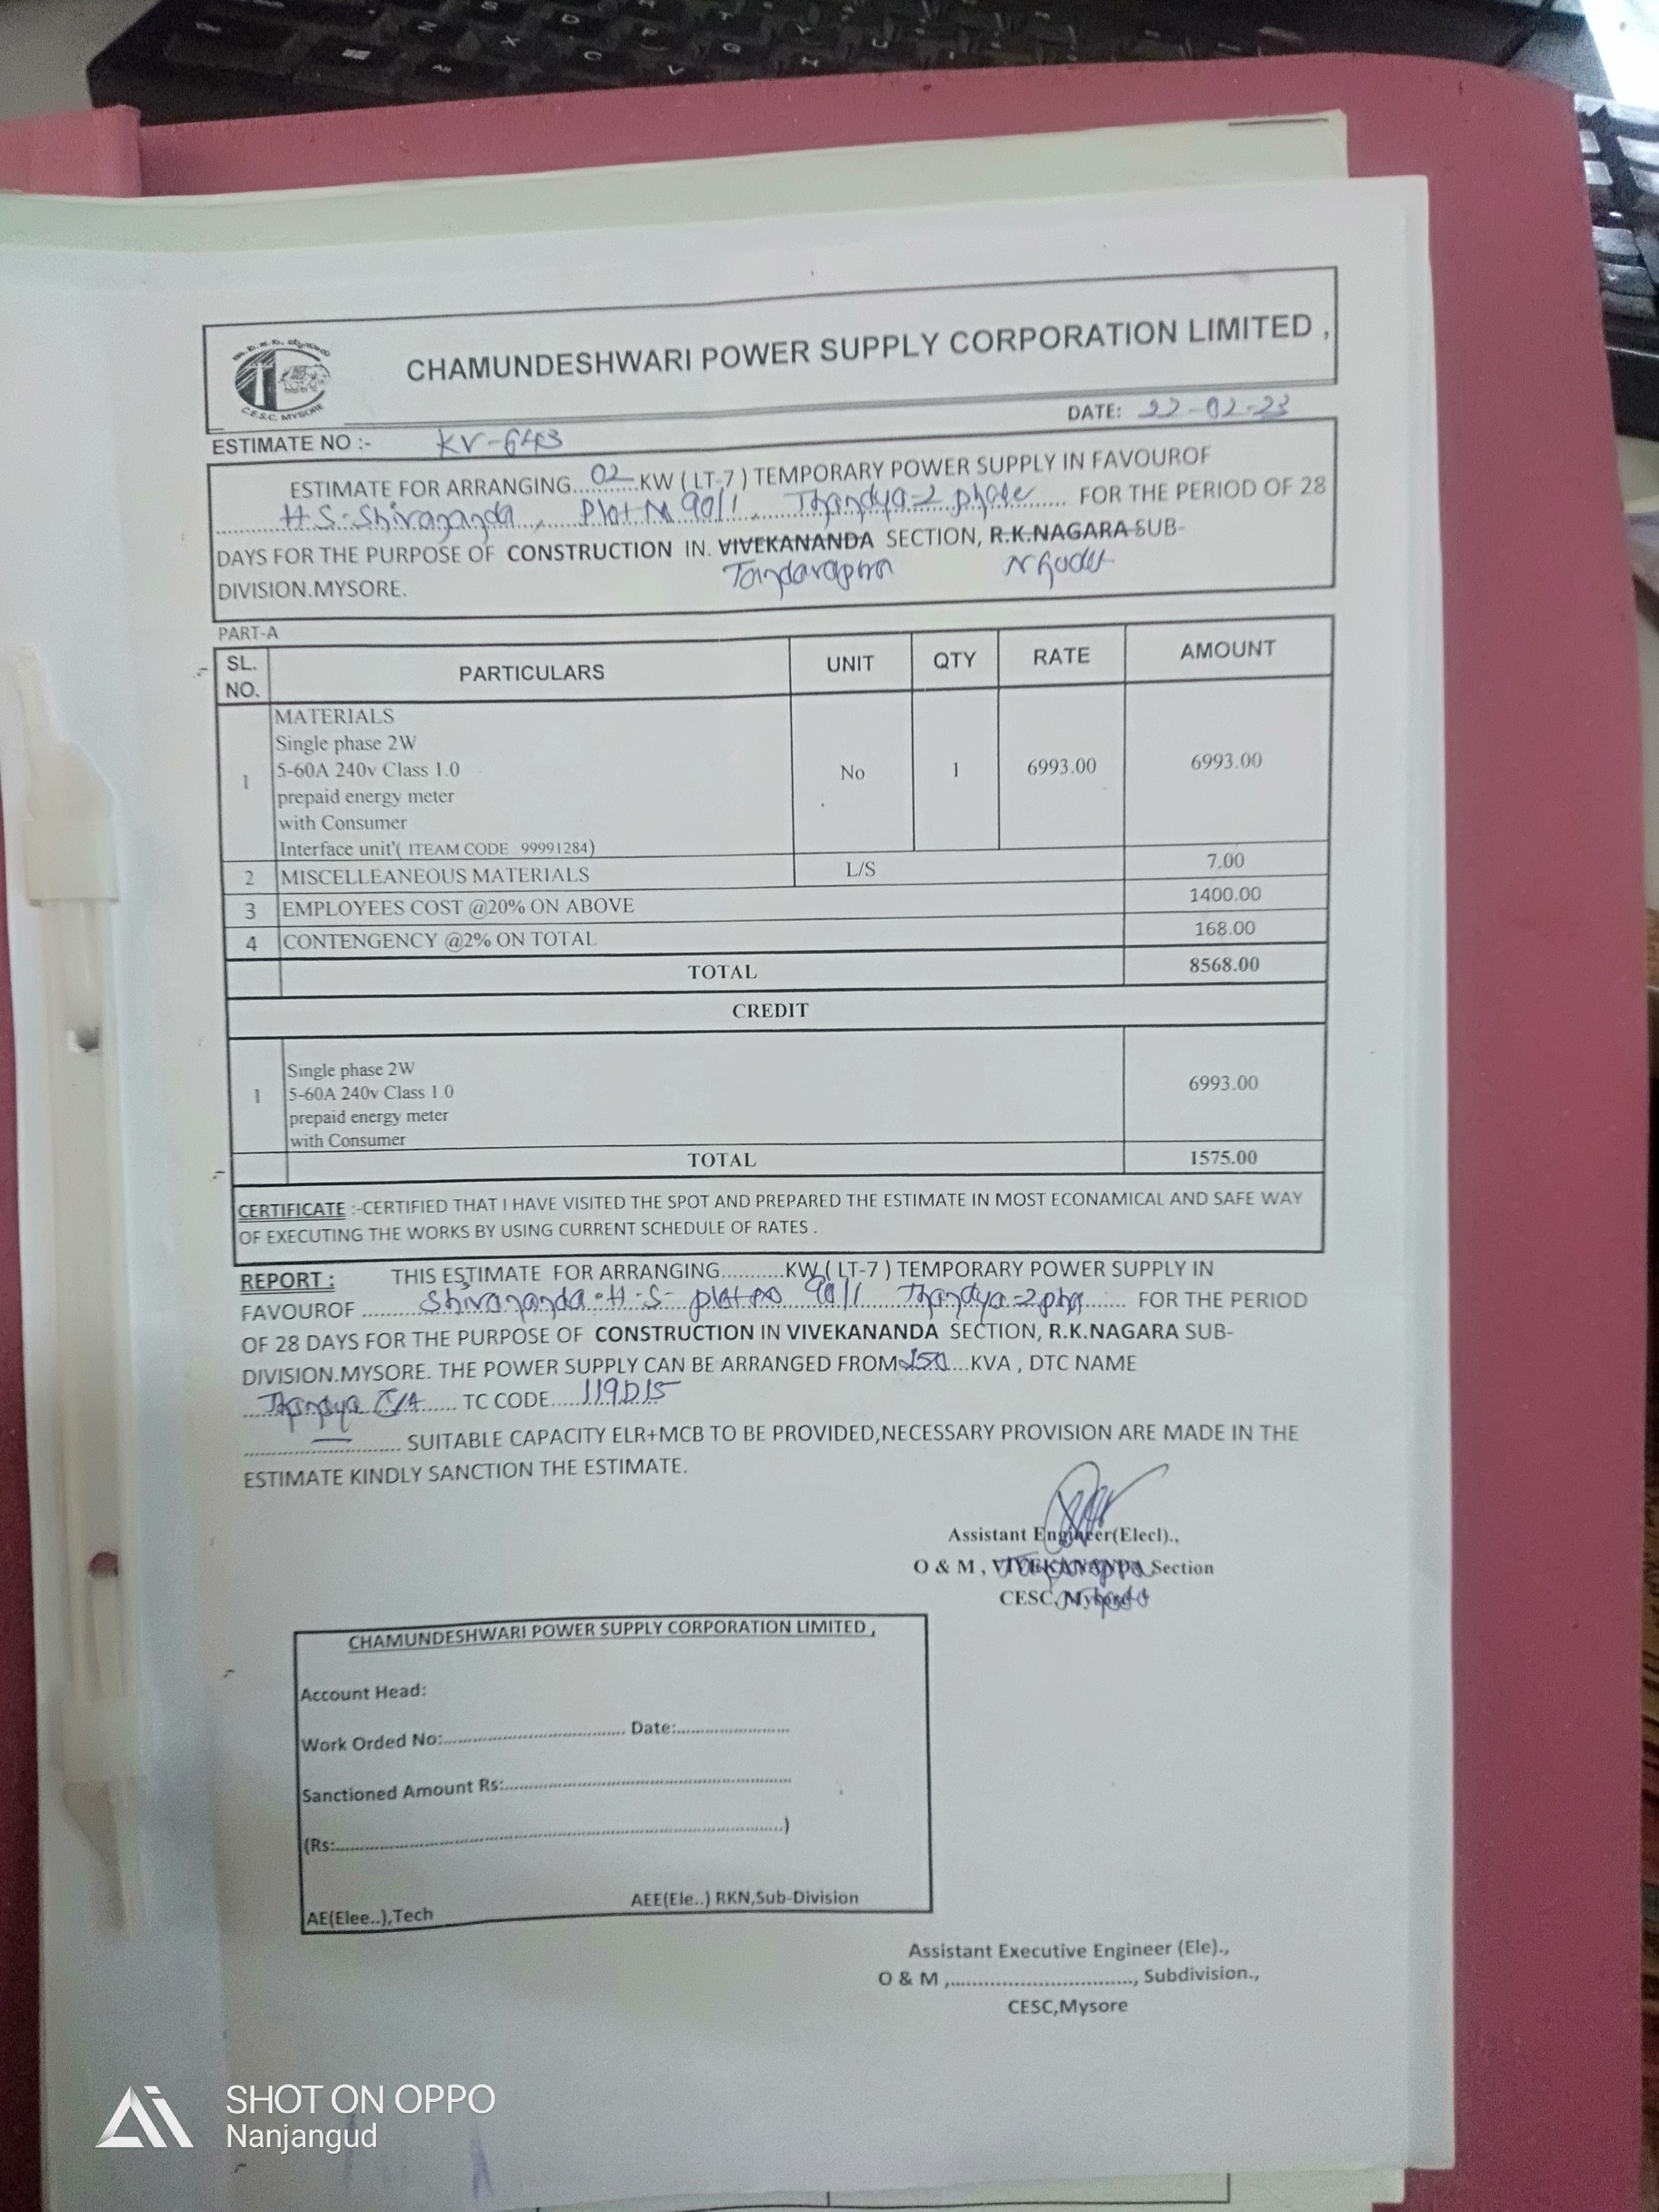 CHAMUNDESHWARI POWER SUPPLY CORPORATION LIMITED ,
C.E.S.C. MYSORE
DATE: 22-02-23
ESTIMATE NO :- KV-643
ESTIMATE FOR ARRANGING...02...KW ( LT-7 ) TEMPORARY POWER SUPPLY IN FAVOUROF
H.S. Shivananda, Plot No 90/1, Thandya 2 phase FOR THE PERIOD OF 28
DAYS FOR THE PURPOSE OF CONSTRUCTION IN. VIVEKANANDA SECTION, R.K.NAGARA SUB-
DIVISION.MYSORE.
PART-A
SL. NO. PARTICULARS UNIT QTY RATE AMOUNT
1 MATERIALS
Single phase 2W
5-60A 240v Class 1.0 No 1 6993.00 6993.00
prepaid energy meter
with Consumer
Interface unit'( ITEAM CODE 99991284)
2 MISCELLEANEOUS MATERIALS L/S 7.00
3 EMPLOYEES COST @20% ON ABOVE 1400.00
4 CONTENGENCY @2% ON TOTAL 168.00
TOTAL 8568.00
CREDIT
1 Single phase 2W
5-60A 240v Class 1.0 6993.00
prepaid energy meter
with Consumer
TOTAL 1575.00
CERTIFICATE :-CERTIFIED THAT I HAVE VISITED THE SPOT AND PREPARED THE ESTIMATE IN MOST ECONAMICAL AND SAFE WAY
OF EXECUTING THE WORKS BY USING CURRENT SCHEDULE OF RATES .
REPORT : THIS ESTIMATE FOR ARRANGING...........KW ( LT-7 ) TEMPORARY POWER SUPPLY IN
FAVOUROF Shivananda.H.S- plot no 90/1 Thandya 2 FOR THE PERIOD
OF 28 DAYS FOR THE PURPOSE OF CONSTRUCTION IN VIVEKANANDA SECTION, R.K.NAGARA SUB-
DIVISION.MYSORE. THE POWER SUPPLY CAN BE ARRANGED FROM 250...KVA , DTC NAME
Thandya I/A...... TC CODE.....119D15
............................ SUITABLE CAPACITY ELR+MCB TO BE PROVIDED,NECESSARY PROVISION ARE MADE IN THE
ESTIMATE KINDLY SANCTION THE ESTIMATE.
Assistant Engineer(Elecl).,
O & M , VIVEKANANDA Section
CESC, Mysore
CHAMUNDESHWARI POWER SUPPLY CORPORATION LIMITED ,
Account Head:
Work Orded No:.................................... Date:......................
Sanctioned Amount Rs:.........................................................
(Rs:...........................................................................)
AE(Elee..),Tech AEE(Ele..) RKN,Sub-Division
Assistant Executive Engineer (Ele).,
O & M ,................................, Subdivision.,
CESC,Mysore
SHOT ON OPPO
Nanjangud